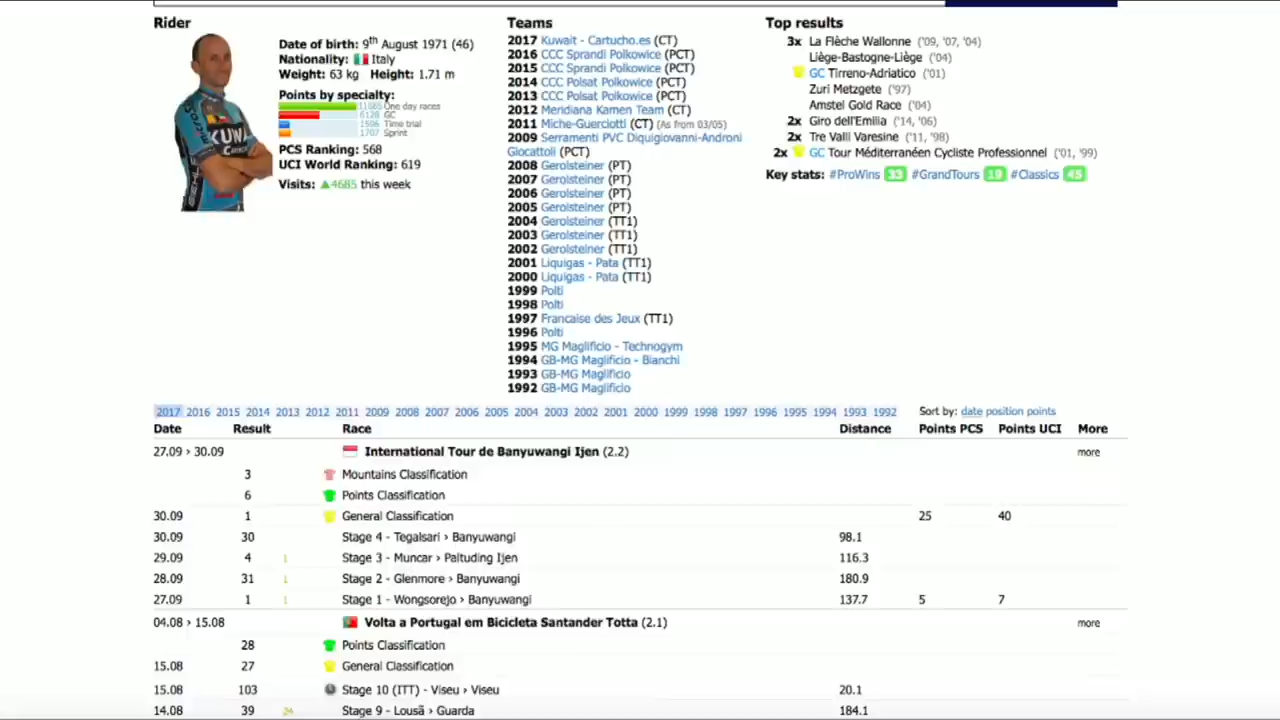 Rider
Date of birth: 9th August 1971 (46)
Nationality: Italy
Weight: 63 kg Height: 1.71 m
Points by specialty:
One day races
6128 GC
1596 Time trial
1707 Sprint
PCS Ranking: 568
UCI World Ranking: 619
Visits: ▲4685 this week
KUW
Teams
2017 Kuwait - Cartucho.es (CT)
2016 CCC Sprandi Polkowice (PCT)
2015 CCC Sprandi Polkowice (PCT)
2014 CCC Polsat Polkowice (PCT)
2013 CCC Polsat Polkowice (PCT)
2012 Meridiana Kamen Team (CT)
2011 Miche-Guerciotti (CT) (As from 03/05)
2009 Serramenti PVC Diquigiovanni-Androni
Giocattoli (PCT)
2008 Gerolsteiner (PT)
2007 Gerolsteiner (PT)
2006 Gerolsteiner (PT)
2005 Gerolsteiner (PT)
2004 Gerolsteiner (TT1)
2003 Gerolsteiner (TT1)
2002 Gerolsteiner (TT1)
2001 Liquigas - Pata (TT1)
2000 Liquigas - Pata (TT1)
1999 Polti
1998 Polti
1997 Francaise des Jeux (TT1)
1996 Polti
1995 MG Maglificio - Technogym
1994 GB-MG Maglificio - Bianchi
1993 GB-MG Maglificio
1992 GB-MG Maglificio
Top results
3x La Flèche Wallonne ('09, '07, '04)
Liège-Bastogne-Liège ('04)
GC Tirreno-Adriatico ('01)
Zuri Metzgete ('97)
Amstel Gold Race ('04)
2x Giro dell'Emilia ('14, '06)
2x Tre Valli Varesine ('11, '98)
2x GC Tour Méditerranéen Cycliste Professionnel ('01, '99)
Key stats: #ProWins 33 #GrandTours 19 #Classics 45
2017 2016 2015 2014 2013 2012 2011 2009 2008 2007 2006 2005 2004 2003 2002 2001 2000 1999 1998 1997 1996 1995 1994 1993 1992 Sort by: date position points
Date Result Race Distance Points PCS Points UCI More
27.09 › 30.09 International Tour de Banyuwangi Ijen (2.2) more
3 Mountains Classification
6 Points Classification
30.09 1 General Classification 25 40
30.09 30 Stage 4 - Tegalsari › Banyuwangi 98.1
29.09 4 1 Stage 3 - Muncar › Paltuding Ijen 116.3
28.09 31 1 Stage 2 - Glenmore › Banyuwangi 180.9
27.09 1 1 Stage 1 - Wongsorejo › Banyuwangi 137.7 5 7
04.08 › 15.08 Volta a Portugal em Bicicleta Santander Totta (2.1) more
28 Points Classification
15.08 27 General Classification
15.08 103 Stage 10 (ITT) - Viseu › Viseu 20.1
14.08 39 24 Stage 9 - Lousã › Guarda 184.1